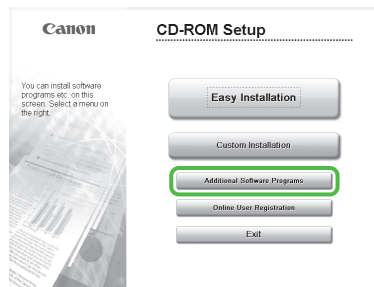 Canon
CD-ROM Setup
You can install software
programs etc. on this
screen. Select a menu on
the right.
Easy Installation
Custom Installation
Additional Software Programs
Online User Registration
Exit